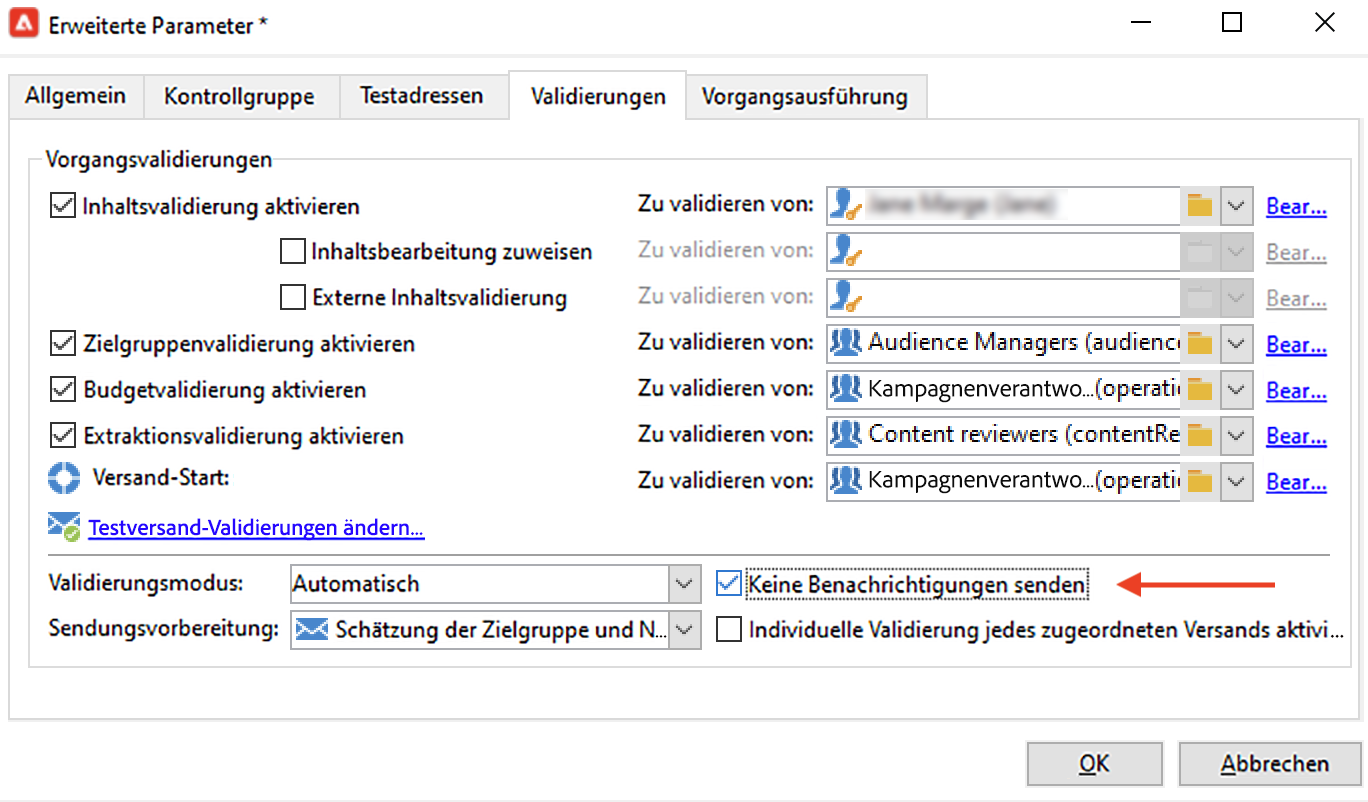 Erweiterte Parameter *
Allgemein Kontrollgruppe Testadressen Validierungen Vorgangsausführung
Vorgangsvalidierungen
Inhaltsvalidierung aktivieren Zu validieren von: Bear...
Inhaltsbearbeitung zuweisen Zu validieren von: Bear...
Externe Inhaltsvalidierung Zu validieren von: Bear...
Zielgruppenvalidierung aktivieren Zu validieren von: Audience Managers (audienc Bear...
Budgetvalidierung aktivieren Zu validieren von: Kampagnenverantwo...(operati Bear...
Extraktionsvalidierung aktivieren Zu validieren von: Content reviewers (contentRe Bear...
Versand-Start: Zu validieren von: Kampagnenverantwo...(operati Bear...
Testversand-Validierungen ändern...
Validierungsmodus: Automatisch Keine Benachrichtigungen senden
Sendungsvorbereitung: Schätzung der Zielgruppe und N... Individuelle Validierung jedes zugeordneten Versands aktivi...
OK Abbrechen